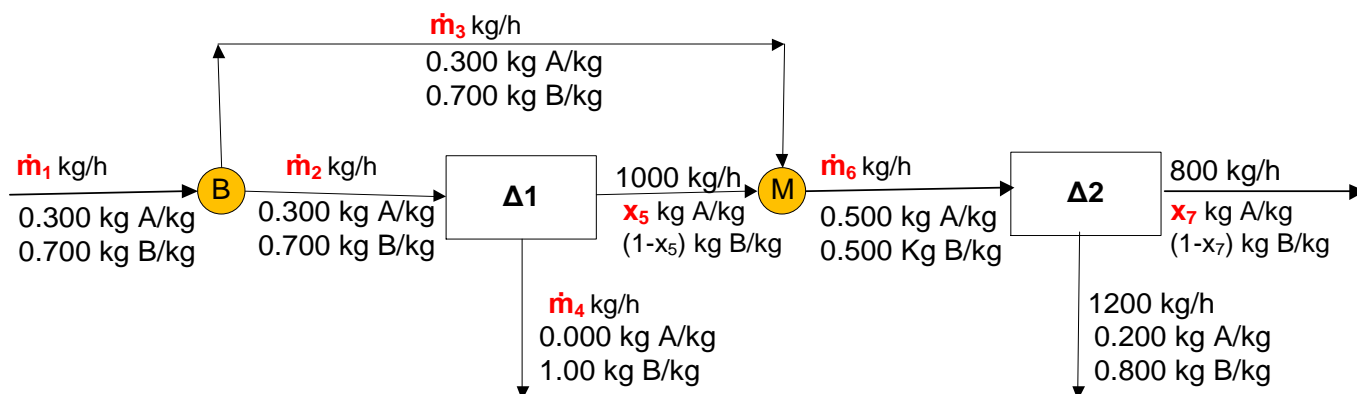 ṁ₃ kg/h
0.300 kg A/kg
0.700 kg B/kg
ṁ₁ kg/h
0.300 kg A/kg
0.700 kg B/kg
B
ṁ₂ kg/h
0.300 kg A/kg
0.700 kg B/kg
Δ1
1000 kg/h
x₅ kg A/kg
(1-x₅) kg B/kg
M
ṁ₆ kg/h
0.500 kg A/kg
0.500 Kg B/kg
Δ2
800 kg/h
x₇ kg A/kg
(1-x₇) kg B/kg
ṁ₄ kg/h
0.000 kg A/kg
1.00 kg B/kg
1200 kg/h
0.200 kg A/kg
0.800 kg B/kg